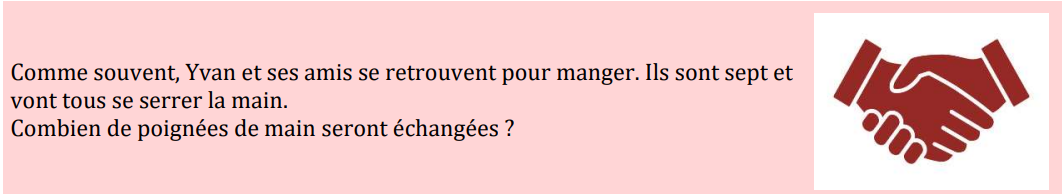 Comme souvent, Yvan et ses amis se retrouvent pour manger. Ils sont sept et
vont tous se serrer la main.
Combien de poignées de main seront échangées ?